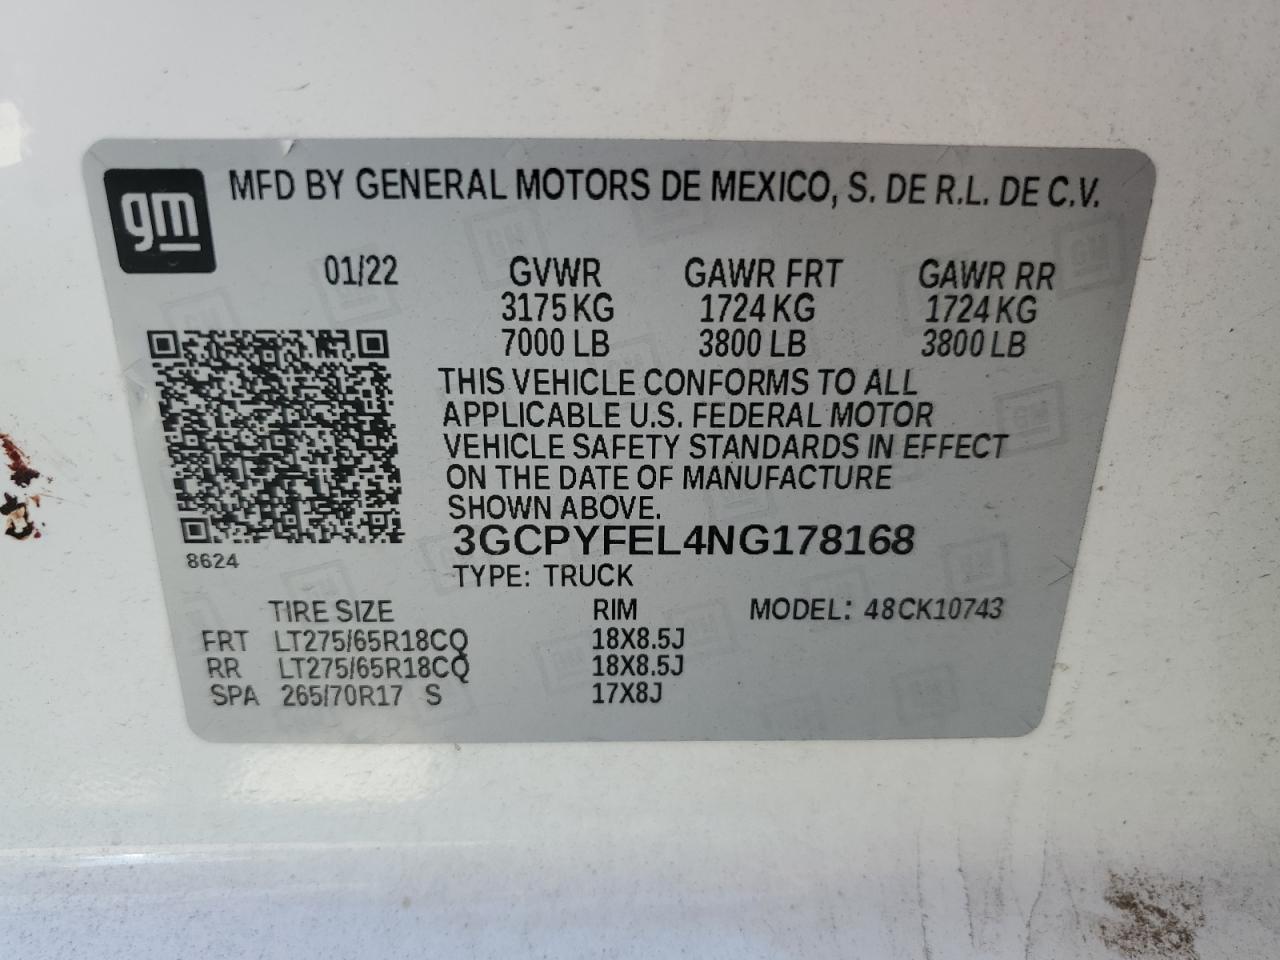 gm MFD BY GENERAL MOTORS DE MEXICO, S. DE R.L. DE C.V.
01/22 GVWR GAWR FRT GAWR RR
3175 KG 1724 KG 1724 KG
7000 LB 3800 LB 3800 LB
THIS VEHICLE CONFORMS TO ALL
APPLICABLE U.S. FEDERAL MOTOR
VEHICLE SAFETY STANDARDS IN EFFECT
ON THE DATE OF MANUFACTURE
SHOWN ABOVE.
3GCPYFEL4NG178168
8624
TYPE: TRUCK
TIRE SIZE RIM MODEL: 48CK10743
FRT LT275/65R18CQ 18X8.5J
RR LT275/65R18CQ 18X8.5J
SPA 265/70R17 S 17X8J